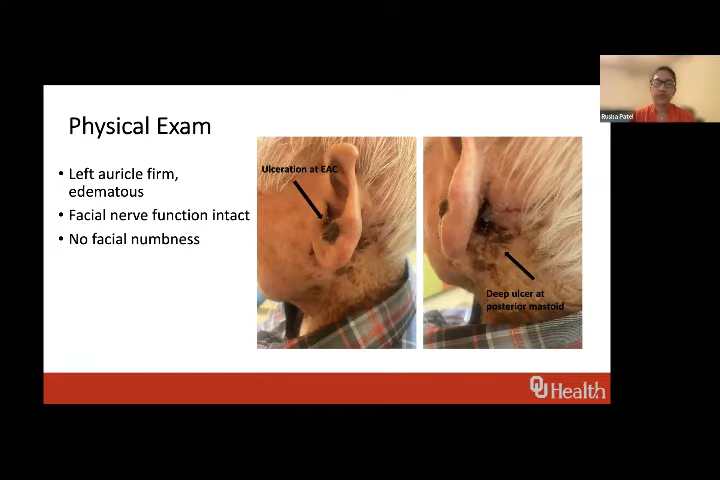 Physical Exam
• Left auricle firm,
edematous
• Facial nerve function intact
• No facial numbness
Ulceration at EAC
Deep ulcer at
posterior mastoid
OU Health
Rusha Patel